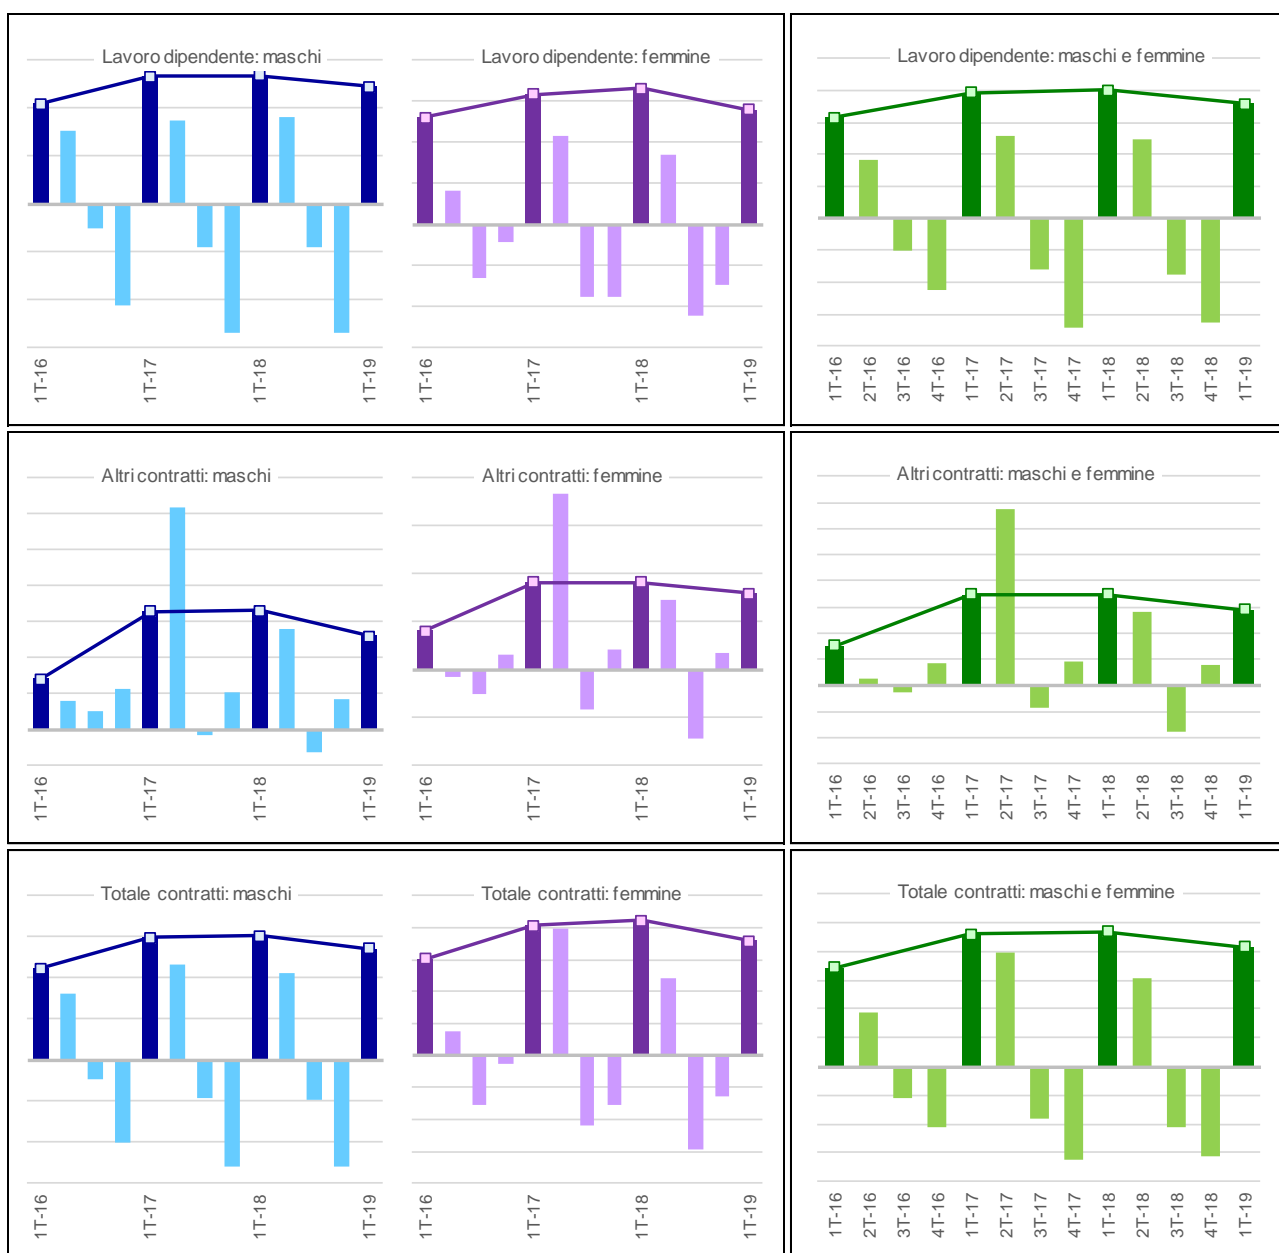 Lavoro dipendente: maschi
1T-16
1T-17
1T-18
1T-19
Lavoro dipendente: femmine
1T-16
1T-17
1T-18
1T-19
Lavoro dipendente: maschi e femmine
1T-16
2T-16
3T-16
4T-16
1T-17
2T-17
3T-17
4T-17
1T-18
2T-18
3T-18
4T-18
1T-19
Altri contratti: maschi
1T-16
1T-17
1T-18
1T-19
Altri contratti: femmine
1T-16
1T-17
1T-18
1T-19
Altri contratti: maschi e femmine
1T-16
2T-16
3T-16
4T-16
1T-17
2T-17
3T-17
4T-17
1T-18
2T-18
3T-18
4T-18
1T-19
Totale contratti: maschi
1T-16
1T-17
1T-18
1T-19
Totale contratti: femmine
1T-16
1T-17
1T-18
1T-19
Totale contratti: maschi e femmine
1T-16
2T-16
3T-16
4T-16
1T-17
2T-17
3T-17
4T-17
1T-18
2T-18
3T-18
4T-18
1T-19